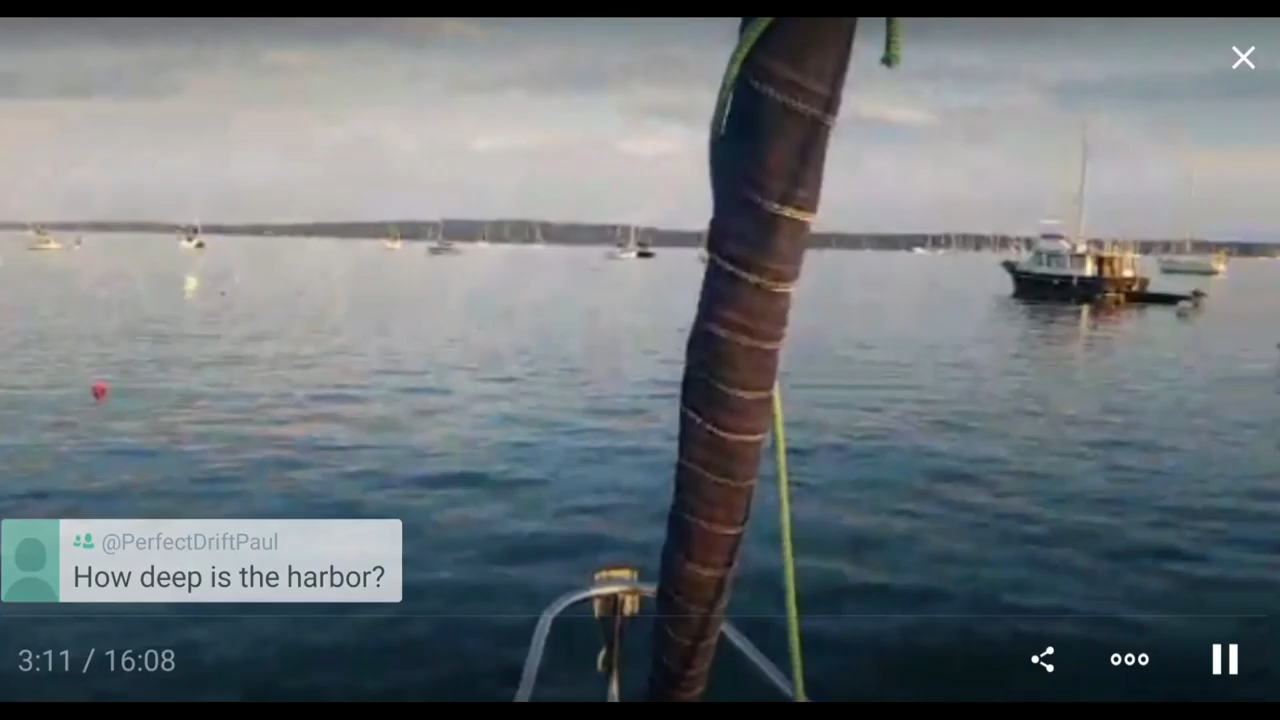 @PerfectDriftPaul
How deep is the harbor?
3:11 / 16:08